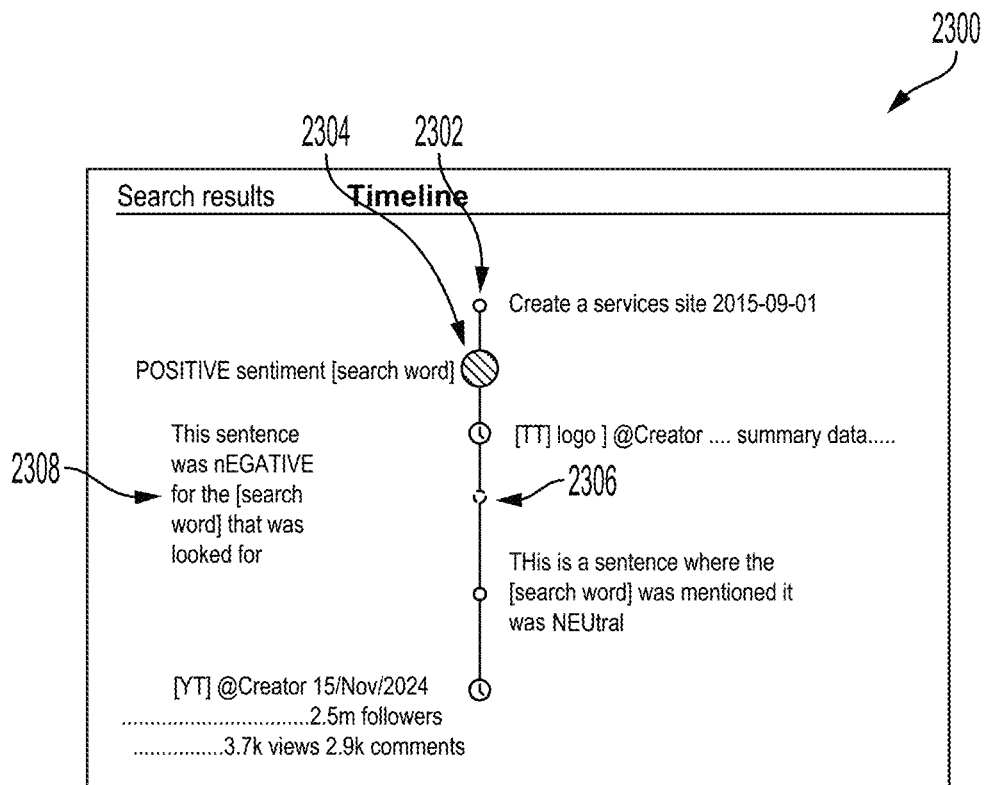 2300
2304 2302
Search results Timeline
Create a services site 2015-09-01
POSITIVE sentiment [search word]
[TT] logo ] @Creator .... summary data.....
This sentence
was nEGATIVE
for the [search
word] that was
looked for
2308
2306
THis is a sentence where the
[search word] was mentioned it
was NEUtral
[YT] @Creator 15/Nov/2024
................................2.5m followers
................3.7k views 2.9k comments